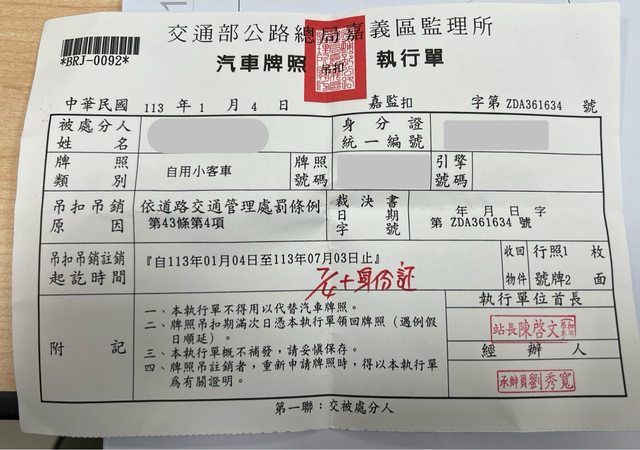 交通部公路總局嘉義區監理所
*BRJ-0092*
汽車牌照 吊扣 執行單
中華民國 113 年 1 月 4 日 嘉監扣 字第 ZDA361634 號
被處分人姓名
身分證統一編號
牌照類別 自用小客車 牌照號碼 引擎號碼
吊扣吊銷原因 依道路交通管理處罰條例
第43條第4項
裁決書日期字號 年 月 日 字
第 ZDA361634 號
吊扣吊銷註銷起訖時間 『自113年01月04日至113年07月03日止』
收回物件 行照1 枚
號牌2 面
7/4+身份証
附記
一、本執行單不得用以代替汽車牌照。
二、牌照吊扣期滿次日憑本執行單領回牌照（遇例假
日順延）。
三、本執行單概不補發，請妥慎保存。
四、牌照吊註銷者，重新申請牌照時，得以本執行單
為有關證明。
執行單位首長
站長陳啓文
經辦人
承辦員劉秀寬
第一聯：交被處分人